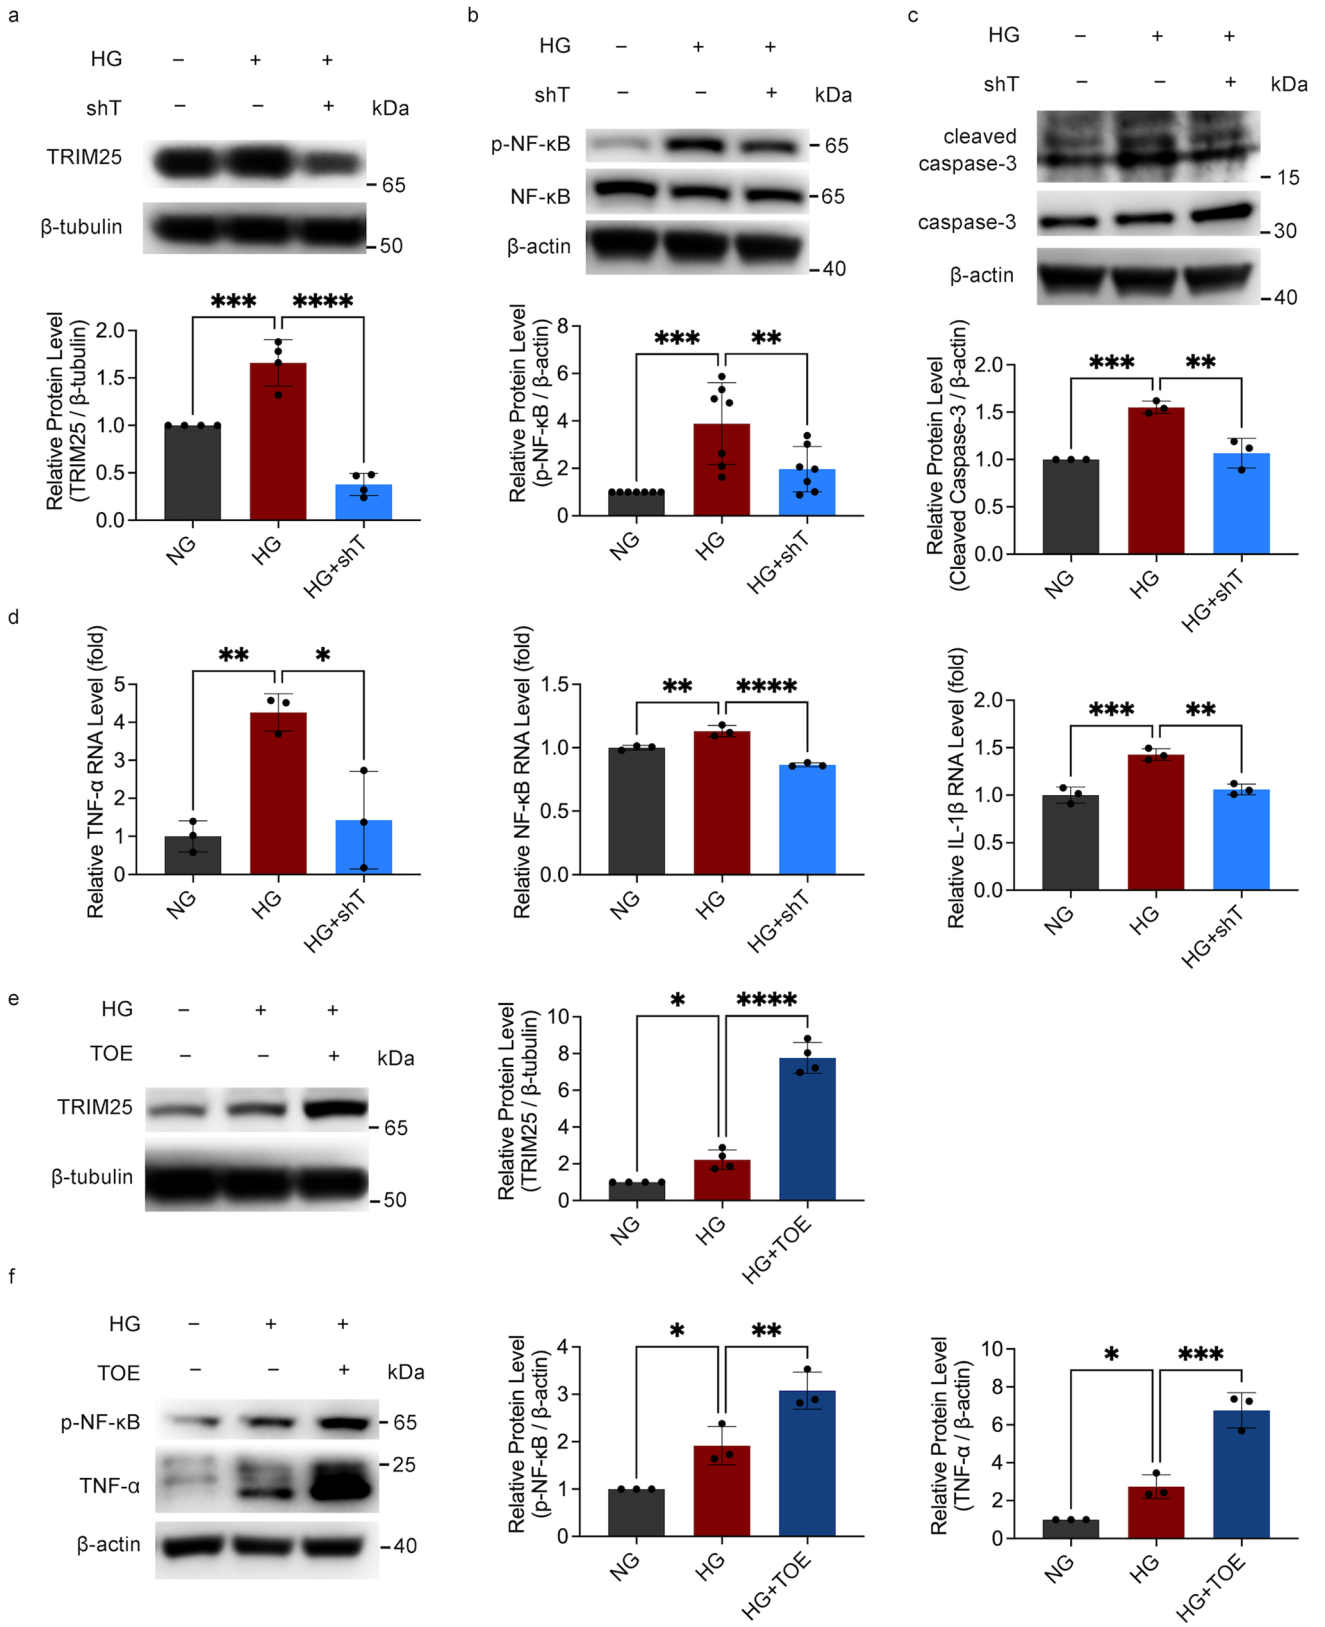 a
HG – + +
shT – – + kDa
TRIM25
65
β-tubulin
50
Relative Protein Level
(TRIM25 / β-tubulin)
*** ****
2.0
1.5
1.0
0.5
0.0
NG HG HG+shT
b
HG – + +
shT – – + kDa
p-NF-κB 65
NF-κB 65
β-actin
40
Relative Protein Level
(p-NF-κB / β-actin)
*** **
8
6
4
2
0
NG HG HG+shT
c
HG – + +
shT – – + kDa
cleaved
caspase-3
15
caspase-3
30
β-actin
40
Relative Protein Level
(Cleaved Caspase-3 / β-actin)
*** **
2.0
1.5
1.0
0.5
0.0
NG HG HG+shT
d
Relative TNF-α RNA Level (fold)
** *
5
4
3
2
1
0
NG HG HG+shT
Relative NF-κB RNA Level (fold)
** ****
1.5
1.0
0.5
0.0
NG HG HG+shT
Relative IL-1β RNA Level (fold)
*** **
2.0
1.5
1.0
0.5
0.0
NG HG HG+shT
e
HG – + +
TOE – – + kDa
TRIM25
65
β-tubulin
50
Relative Protein Level
(TRIM25 / β-tubulin)
* ****
10
8
6
4
2
0
NG HG HG+TOE
f
HG – + +
TOE – – + kDa
p-NF-κB 65
25
TNF-α
β-actin 40
Relative Protein Level
(p-NF-κB / β-actin)
* **
4
3
2
1
0
NG HG HG+TOE
Relative Protein Level
(TNF-α / β-actin)
* ***
10
8
6
4
2
0
NG HG HG+TOE